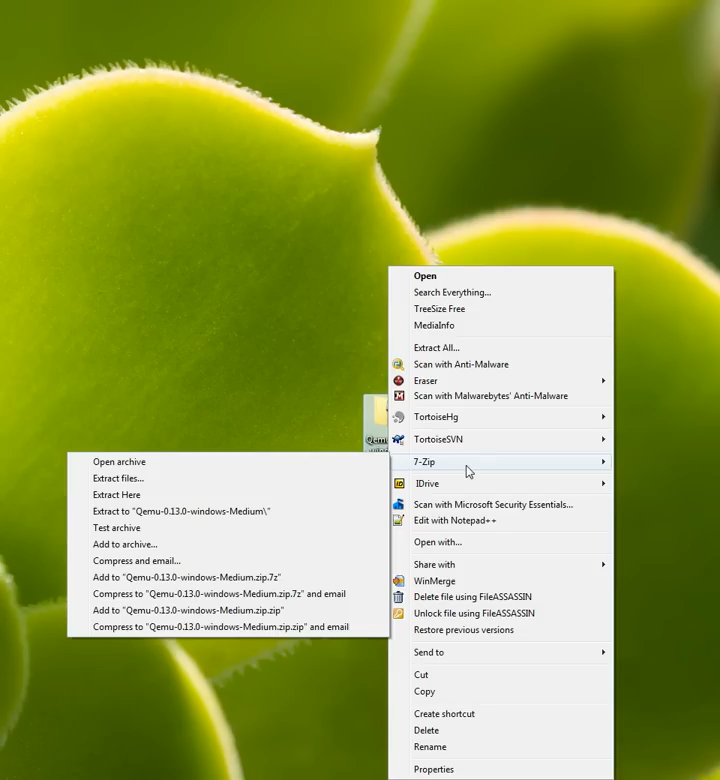 Open
Search Everything...
TreeSize Free
MediaInfo
Extract All...
Scan with Anti-Malware
Eraser
Scan with Malwarebytes' Anti-Malware
TortoiseHg
TortoiseSVN
7-Zip
IDrive
Scan with Microsoft Security Essentials...
Edit with Notepad++
Open with...
Share with
WinMerge
Delete file using FileASSASSIN
Unlock file using FileASSASSIN
Restore previous versions
Send to
Cut
Copy
Create shortcut
Delete
Rename
Properties
Open archive
Extract files...
Extract Here
Extract to "Qemu-0.13.0-windows-Medium\"
Test archive
Add to archive...
Compress and email...
Add to "Qemu-0.13.0-windows-Medium.zip.7z"
Compress to "Qemu-0.13.0-windows-Medium.zip.7z" and email
Add to "Qemu-0.13.0-windows-Medium.zip.zip"
Compress to "Qemu-0.13.0-windows-Medium.zip.zip" and email